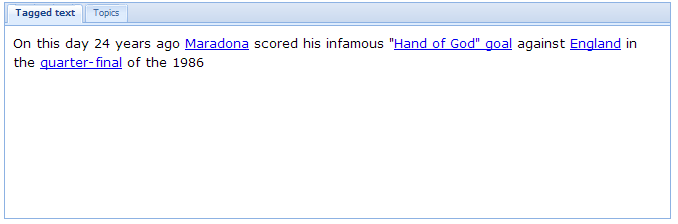 Tagged text Topics
On this day 24 years ago Maradona scored his infamous "Hand of God" goal against England in
the quarter-final of the 1986